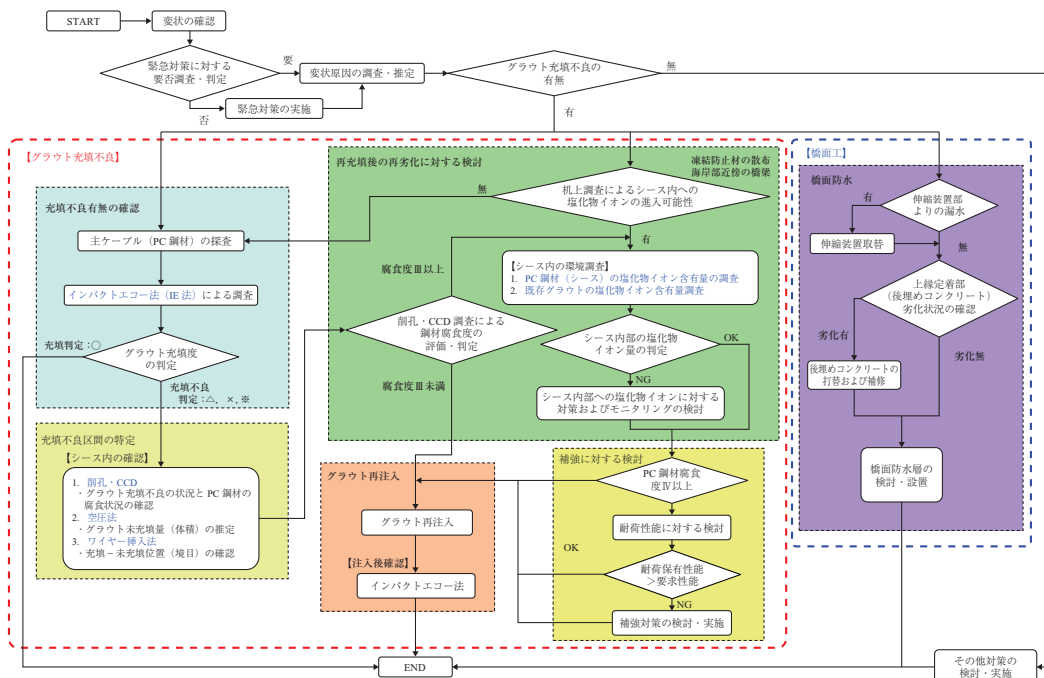 START
変状の確認
緊急対策に対する
要否調査・判定
要
否
緊急対策の実施
変状原因の調査・推定
グラウト充填不良の
有無
無
有
【グラウト充填不良】
充填不良有無の確認
主ケーブル（PC 鋼材）の探査
インパクトエコー法（IE 法）による調査
グラウト充填度
の判定
充填判定：〇
充填不良
判定：△，×，※
充填不良区間の特定
【シース内の確認】
1. 削孔・CCD
・グラウト充填不良の状況と PC 鋼材の
腐食状況の確認
2. 空圧法
・グラウト未充填量（体積）の推定
3. ワイヤー挿入法
・充填－未充填位置（境目）の確認
再充填後の再劣化に対する検討
凍結防止材の散布
海岸部近傍の橋梁
机上調査によるシース内への
塩化物イオンの進入可能性
無
有
腐食度Ⅲ以上
【シース内の環境調査】
1. PC 鋼材（シース）の塩化物イオン含有量の調査
2. 既存グラウトの塩化物イオン含有量調査
削孔・CCD 調査による
鋼材腐食度の
評価・判定
シース内部の塩化物
イオン量の判定
OK
NG
腐食度Ⅲ未満
シース内部への塩化物イオンに対する
対策およびモニタリングの検討
グラウト再注入
グラウト再注入
【注入後確認】
インパクトエコー法
補強に対する検討
PC 鋼材腐食
度Ⅳ以上
耐荷性能に対する検討
OK
耐荷保有性能
＞要求性能
NG
補強対策の検討・実施
【橋面工】
橋面防水
有
伸縮装置部
よりの漏水
伸縮装置取替
無
上縁定着部
（後埋めコンクリート）
劣化状況の確認
劣化有
劣化無
後埋めコンクリートの
打替および補修
橋面防水層の
検討・設置
END
その他対策の
検討・実施